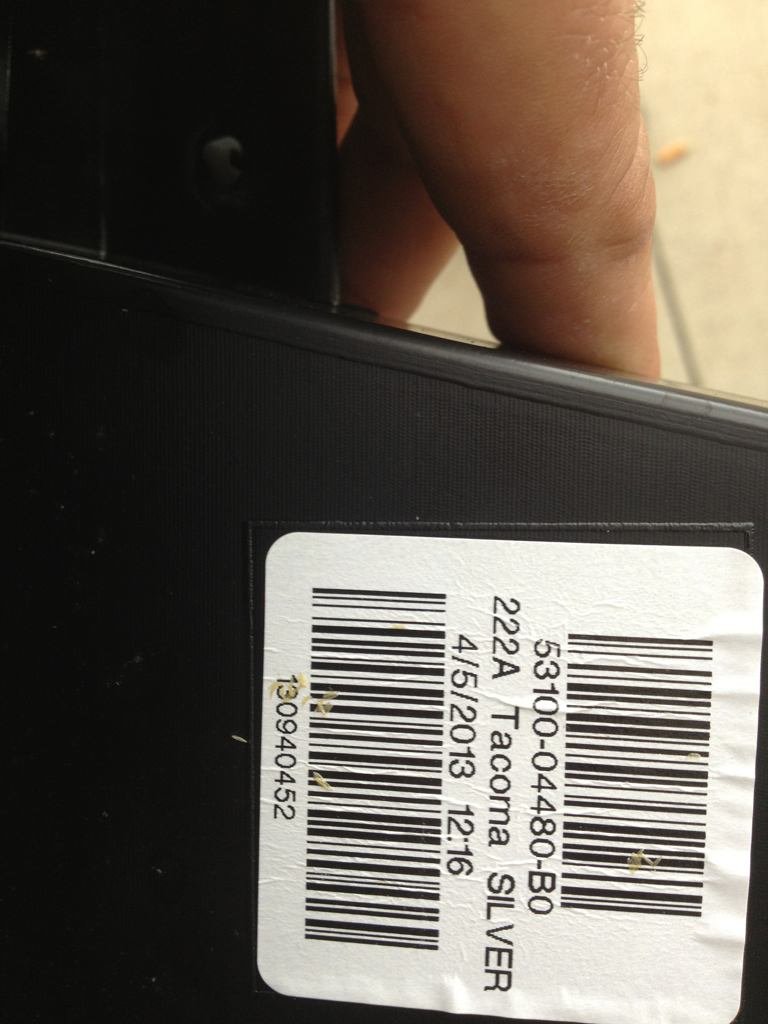 53100-04480-B0
222A Tacoma SILVER
4/5/2013 12:16
130940452